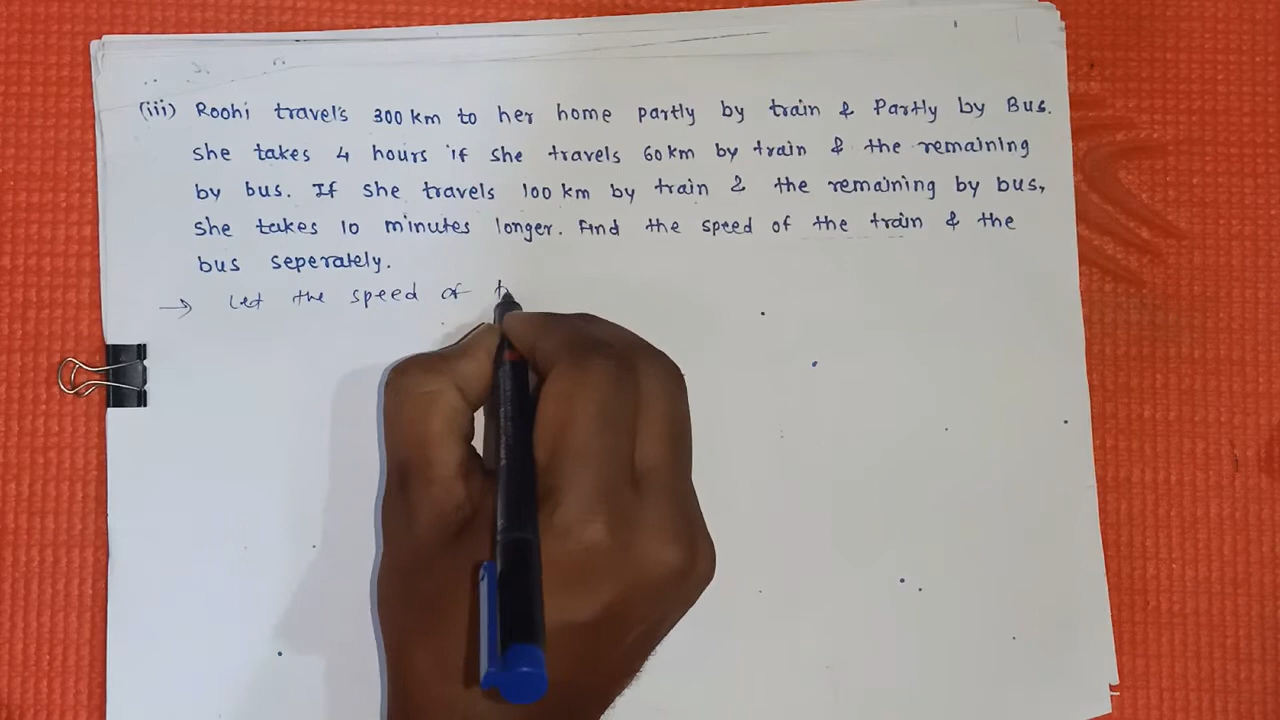 (iii) Roohi travel's 300 km to her home partly by train & Partly by Bus.
She takes 4 hours if she travels 60 km by train & the remaining
by bus. If she travels 100 km by train & the remaining by bus,
she takes 10 minutes longer. Find the speed of the train & the
bus seperately.
→ Let the speed of